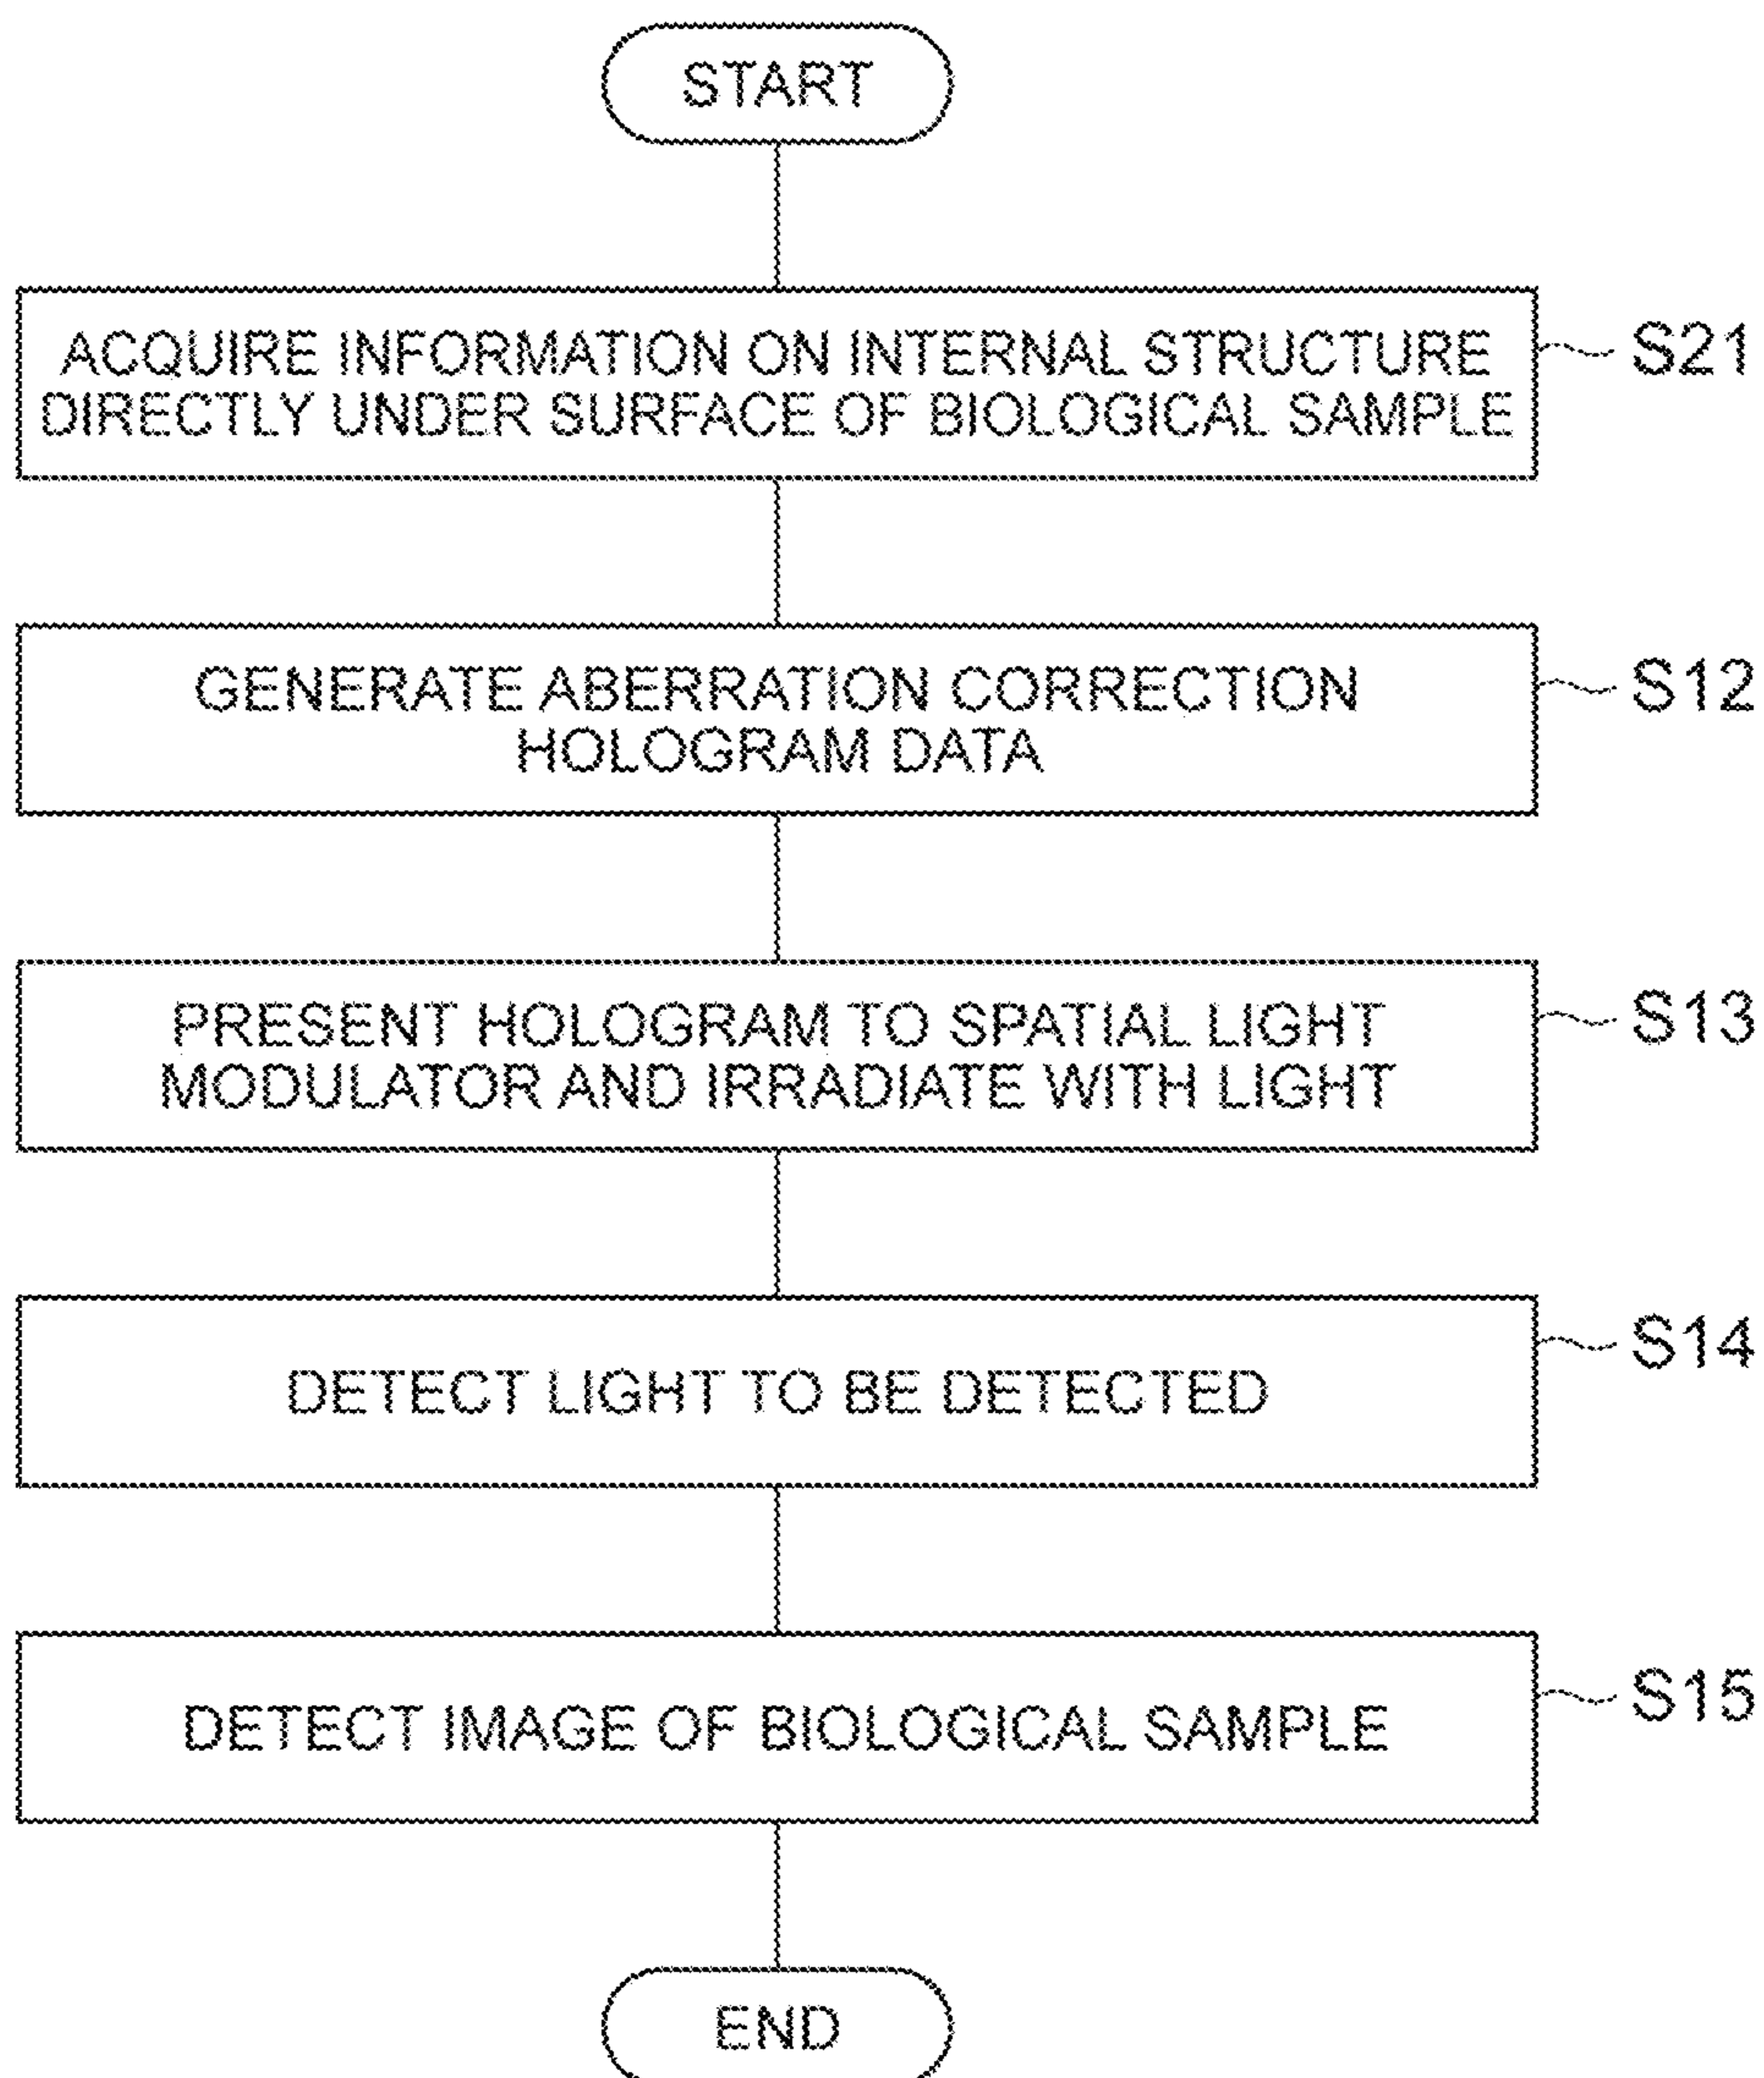 START
ACQUIRE INFORMATION ON INTERNAL STRUCTURE
DIRECTLY UNDER SURFACE OF BIOLOGICAL SAMPLE
S21
GENERATE ABERRATION CORRECTION
HOLOGRAM DATA
S12
PRESENT HOLOGRAM TO SPATIAL LIGHT
MODULATOR AND IRRADIATE WITH LIGHT
S13
DETECT LIGHT TO BE DETECTED
S14
DETECT IMAGE OF BIOLOGICAL SAMPLE
S15
END